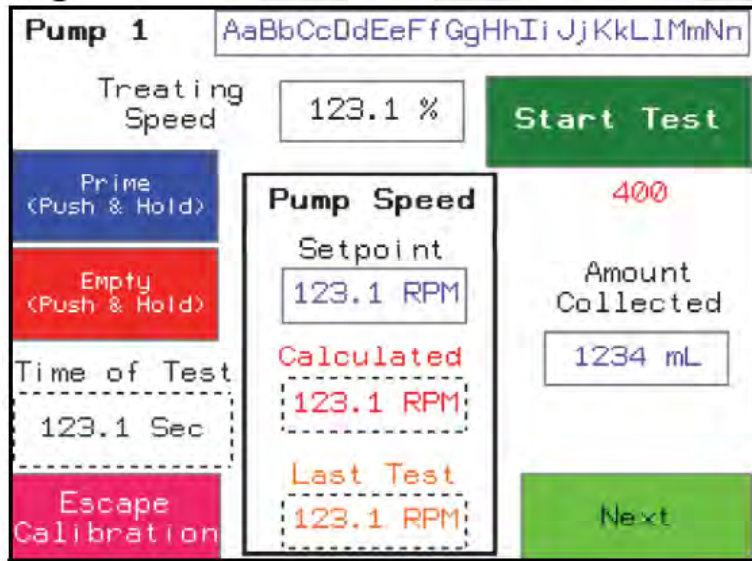 Pump 1
AaBbCcDdEeFfGgHhIiJjKkLlMmNn
Treating
Speed
123.1 %
Start Test
Prime
(Push & Hold)
Empty
(Push & Hold)
Time of Test
123.1 Sec
Escape
Calibration
Pump Speed
Setpoint
123.1 RPM
Calculated
123.1 RPM
Last Test
123.1 RPM
400
Amount
Collected
1234 mL
Next